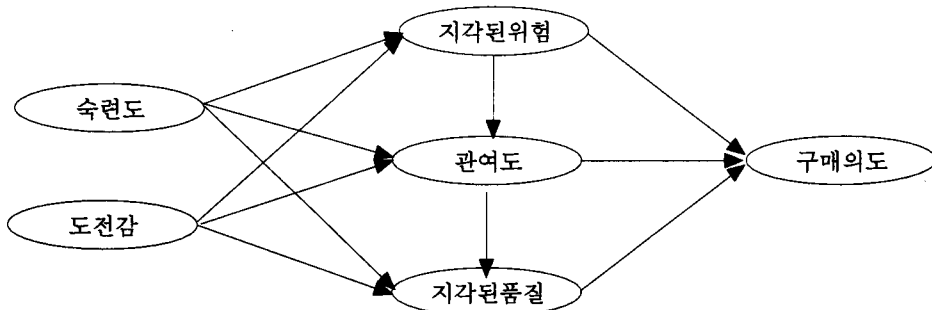 지각된위험
숙련도
관여도
구매의도
도전감
지각된품질